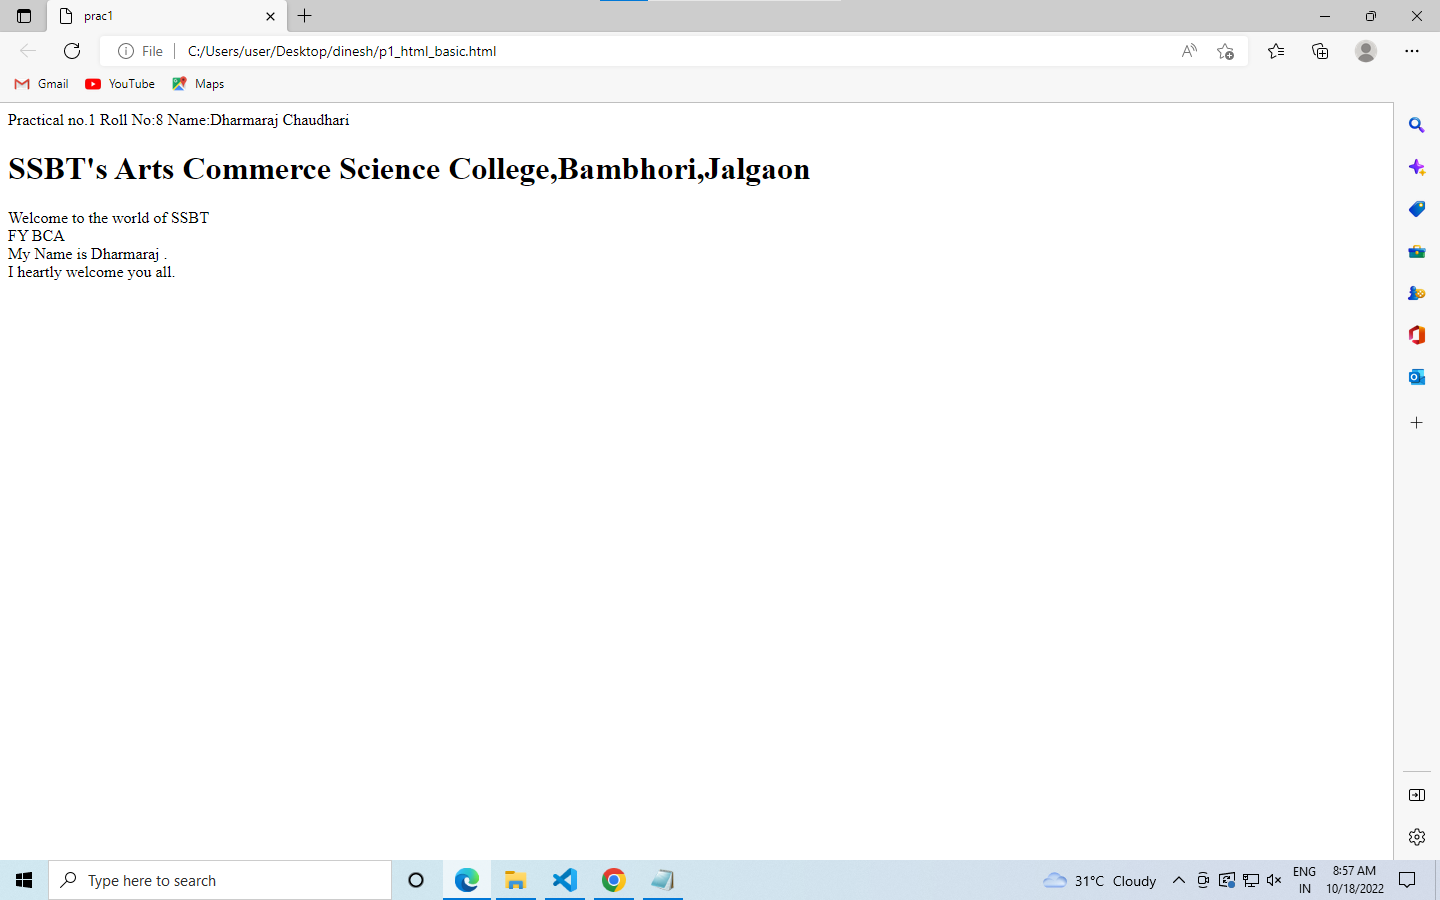 prac1
File
C:/Users/user/Desktop/dinesh/p1_html_basic.html
Gmail
YouTube
Maps
Practical no.1 Roll No:8 Name:Dharmaraj Chaudhari
SSBT's Arts Commerce Science College,Bambhori,Jalgaon
Welcome to the world of SSBT
FY BCA
My Name is Dharmaraj .
I heartly welcome you all.
Type here to search
31°C Cloudy
ENG
IN
8:57 AM
10/18/2022